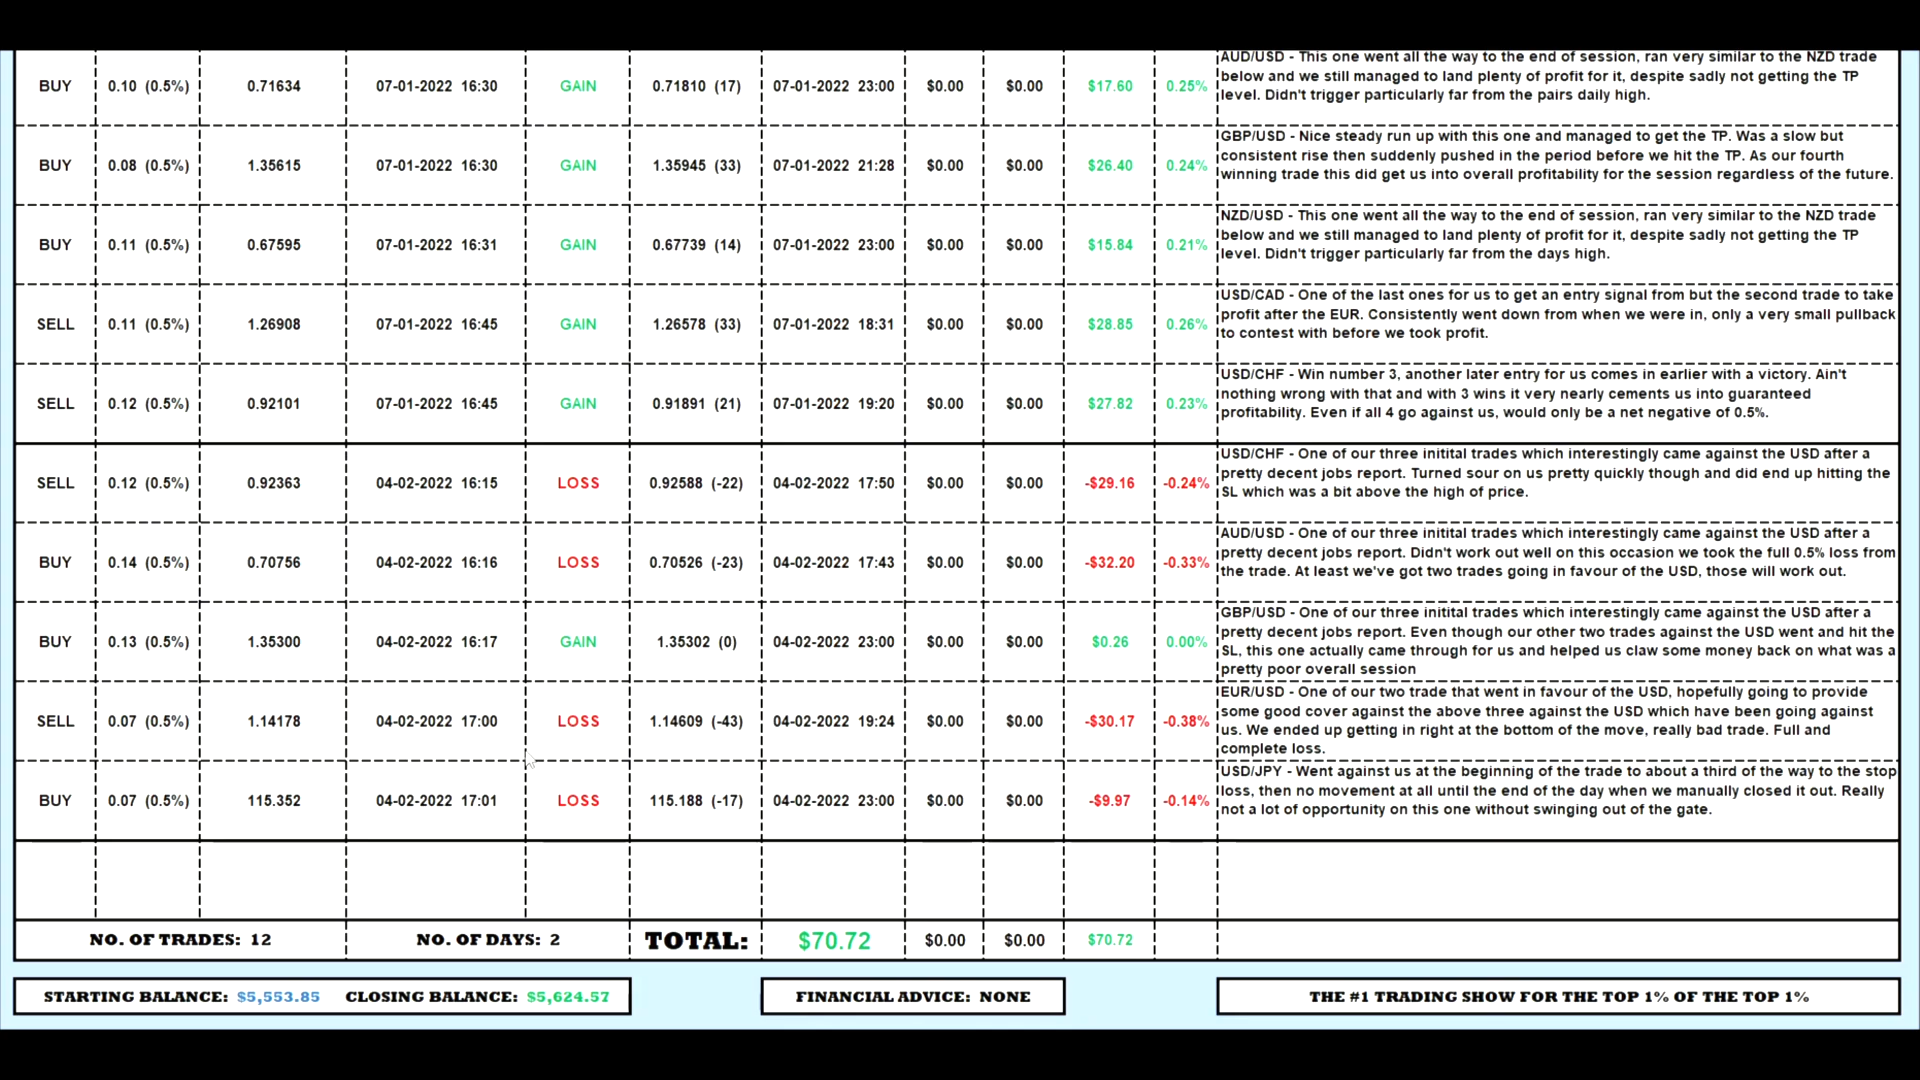 BUY 0.10 (0.5%) 0.71634 07-01-2022 16:30 GAIN 0.71810 (17) 07-01-2022 23:00 $0.00 $0.00 $17.60 0.25%
AUD/USD - This one went all the way to the end of session, ran very similar to the NZD trade
below and we still managed to land plenty of profit for it, despite sadly not getting the TP
level. Didn't trigger particularly far from the pairs daily high.
BUY 0.08 (0.5%) 1.35615 07-01-2022 16:30 GAIN 1.35945 (33) 07-01-2022 21:28 $0.00 $0.00 $26.40 0.24%
GBP/USD - Nice steady run up with this one and managed to get the TP. Was a slow but
consistent rise then suddenly pushed in the period before we hit the TP. As our fourth
winning trade this did get us into overall profitability for the session regardless of the future.
BUY 0.11 (0.5%) 0.67595 07-01-2022 16:31 GAIN 0.67739 (14) 07-01-2022 23:00 $0.00 $0.00 $15.84 0.21%
NZD/USD - This one went all the way to the end of session, ran very similar to the NZD trade
below and we still managed to land plenty of profit for it, despite sadly not getting the TP
level. Didn't trigger particularly far from the days high.
SELL 0.11 (0.5%) 1.26908 07-01-2022 16:45 GAIN 1.26578 (33) 07-01-2022 18:31 $0.00 $0.00 $28.85 0.26%
USD/CAD - One of the last ones for us to get an entry signal from but the second trade to take
profit after the EUR. Consistently went down from when we were in, only a very small pullback
to contest with before we took profit.
SELL 0.12 (0.5%) 0.92101 07-01-2022 16:45 GAIN 0.91891 (21) 07-01-2022 19:20 $0.00 $0.00 $27.82 0.23%
USD/CHF - Win number 3, another later entry for us comes in earlier with a victory. Ain't
nothing wrong with that and with 3 wins it very nearly cements us into guaranteed
profitability. Even if all 4 go against us, would only be a net negative of 0.5%.
SELL 0.12 (0.5%) 0.92363 04-02-2022 16:15 LOSS 0.92588 (-22) 04-02-2022 17:50 $0.00 $0.00 -$29.16 -0.24%
USD/CHF - One of our three initital trades which interestingly came against the USD after a
pretty decent jobs report. Turned sour on us pretty quickly though and did end up hitting the
SL which was a bit above the high of price.
BUY 0.14 (0.5%) 0.70756 04-02-2022 16:16 LOSS 0.70526 (-23) 04-02-2022 17:43 $0.00 $0.00 -$32.20 -0.33%
AUD/USD - One of our three initital trades which interestingly came against the USD after a
pretty decent jobs report. Didn't work out well on this occasion we took the full 0.5% loss from
the trade. At least we've got two trades going in favour of the USD, those will work out.
BUY 0.13 (0.5%) 1.35300 04-02-2022 16:17 GAIN 1.35302 (0) 04-02-2022 23:00 $0.00 $0.00 $0.26 0.00%
GBP/USD - One of our three initital trades which interestingly came against the USD after a
pretty decent jobs report. Even though our other two trades against the USD went and hit the
SL, this one actually came through for us and helped us claw some money back on what was a
pretty poor overall session
SELL 0.07 (0.5%) 1.14178 04-02-2022 17:00 LOSS 1.14609 (-43) 04-02-2022 19:24 $0.00 $0.00 -$30.17 -0.38%
EUR/USD - One of our two trade that went in favour of the USD, hopefully going to provide
some good cover against the above three against the USD which have been going against
us. We ended up getting in right at the bottom of the move, really bad trade. Full and
complete loss.
BUY 0.07 (0.5%) 115.352 04-02-2022 17:01 LOSS 115.188 (-17) 04-02-2022 23:00 $0.00 $0.00 -$9.97 -0.14%
USD/JPY - Went against us at the beginning of the trade to about a third of the way to the stop
loss, then no movement at all until the end of the day when we manually closed it out. Really
not a lot of opportunity on this one without swinging out of the gate.
NO. OF TRADES: 12 NO. OF DAYS: 2 TOTAL: $70.72 $0.00 $0.00 $70.72
STARTING BALANCE: $5,553.85 CLOSING BALANCE: $5,624.57 FINANCIAL ADVICE: NONE THE #1 TRADING SHOW FOR THE TOP 1% OF THE TOP 1%